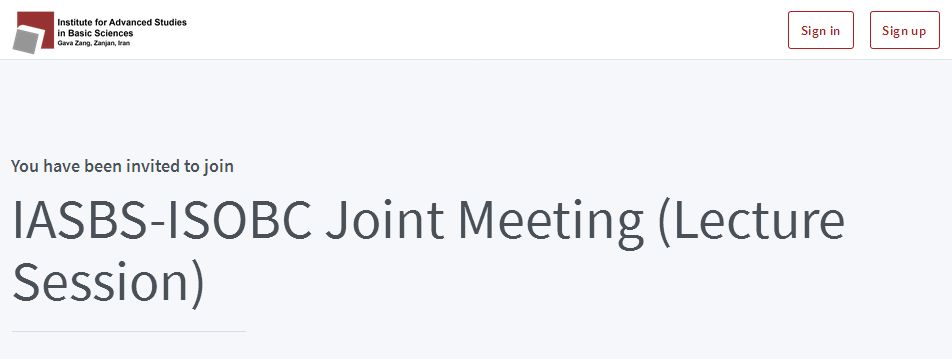 Institute for Advanced Studies
in Basic Sciences
Gava Zang, Zanjan, Iran
Sign in
Sign up
You have been invited to join
IASBS-ISOBC Joint Meeting (Lecture
Session)